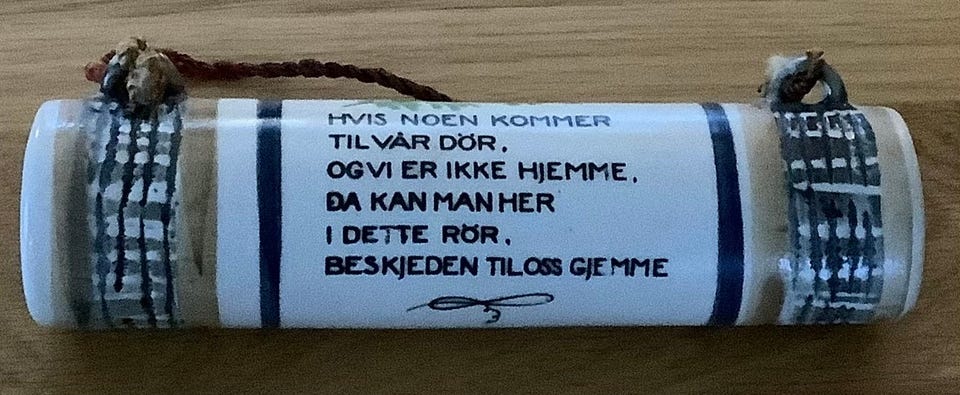 HVIS NOEN KOMMER
TIL VÅR DÖR,
OG VI ER IKKE HJEMME,
DA KAN MAN HER
I DETTE RÖR,
BESKJEDEN TIL OSS GJEMME